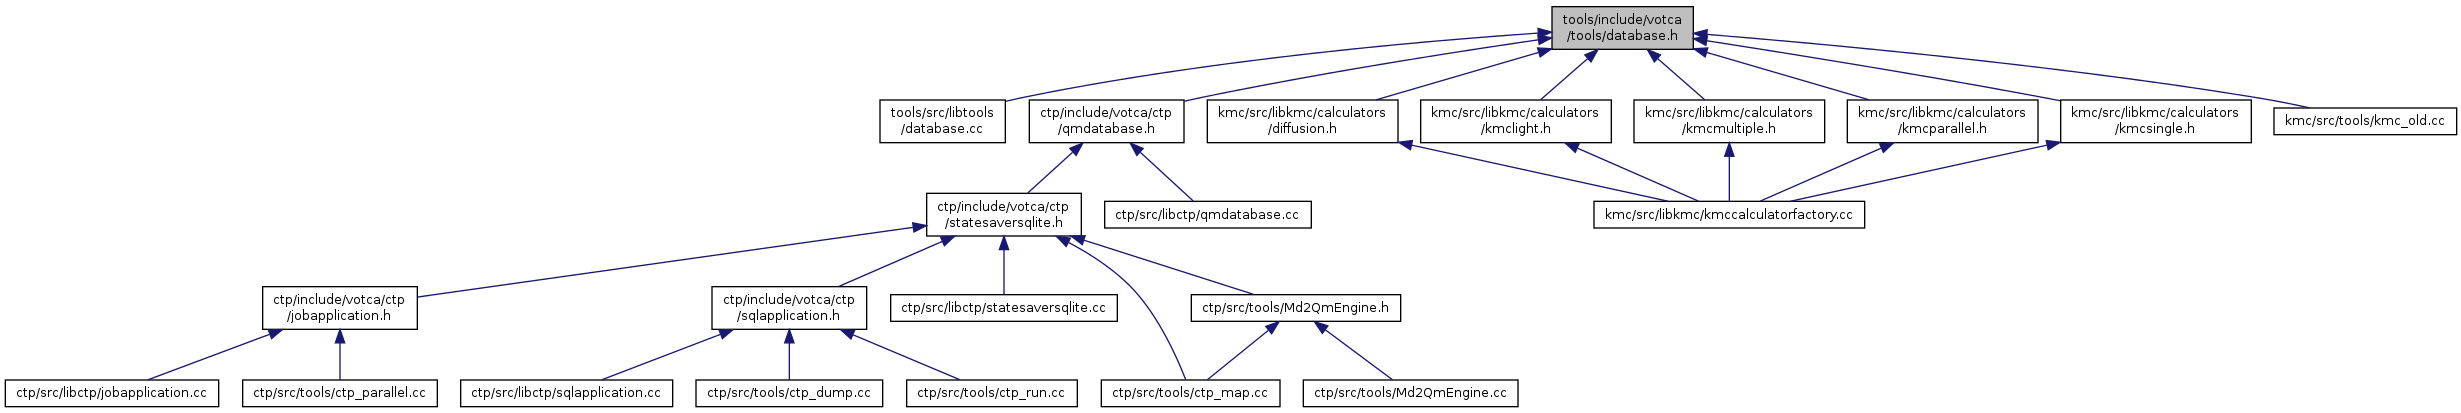 tools/include/votca
/tools/database.h
tools/src/libtools
/database.cc
ctp/include/votca/ctp
/qmdatabase.h
kmc/src/libkmc/calculators
/diffusion.h
kmc/src/libkmc/calculators
/kmclight.h
kmc/src/libkmc/calculators
/kmcmultiple.h
kmc/src/libkmc/calculators
/kmcparallel.h
kmc/src/libkmc/calculators
/kmcsingle.h
kmc/src/tools/kmc_old.cc
ctp/include/votca/ctp
/statesaversqlite.h
ctp/src/libctp/qmdatabase.cc
kmc/src/libkmc/kmccalculatorfactory.cc
ctp/include/votca/ctp
/jobapplication.h
ctp/include/votca/ctp
/sqlapplication.h
ctp/src/libctp/statesaversqlite.cc
ctp/src/tools/Md2QmEngine.h
ctp/src/libctp/jobapplication.cc
ctp/src/tools/ctp_parallel.cc
ctp/src/libctp/sqlapplication.cc
ctp/src/tools/ctp_dump.cc
ctp/src/tools/ctp_run.cc
ctp/src/tools/ctp_map.cc
ctp/src/tools/Md2QmEngine.cc